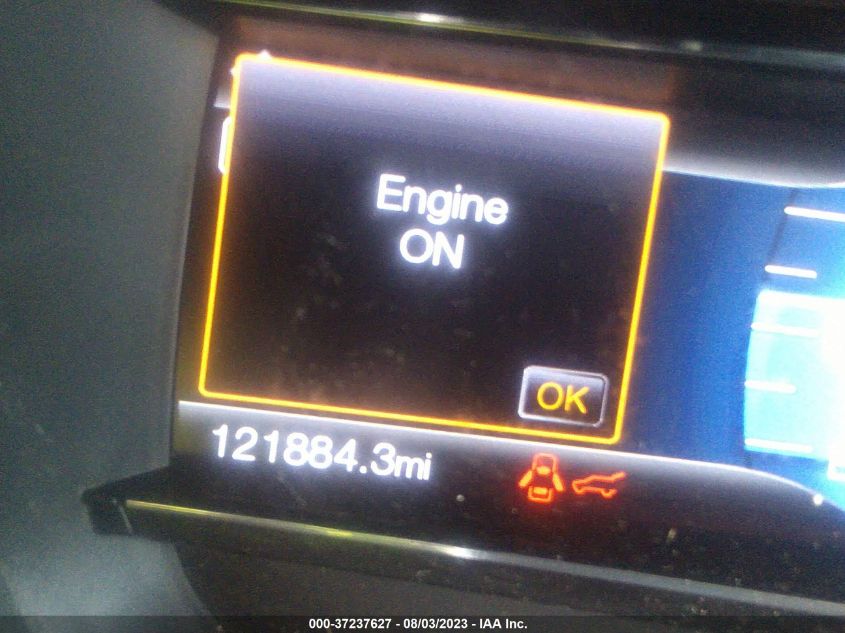 Engine
ON
OK
121884.3mi
000-37237627 - 08/03/2023 - IAA Inc.